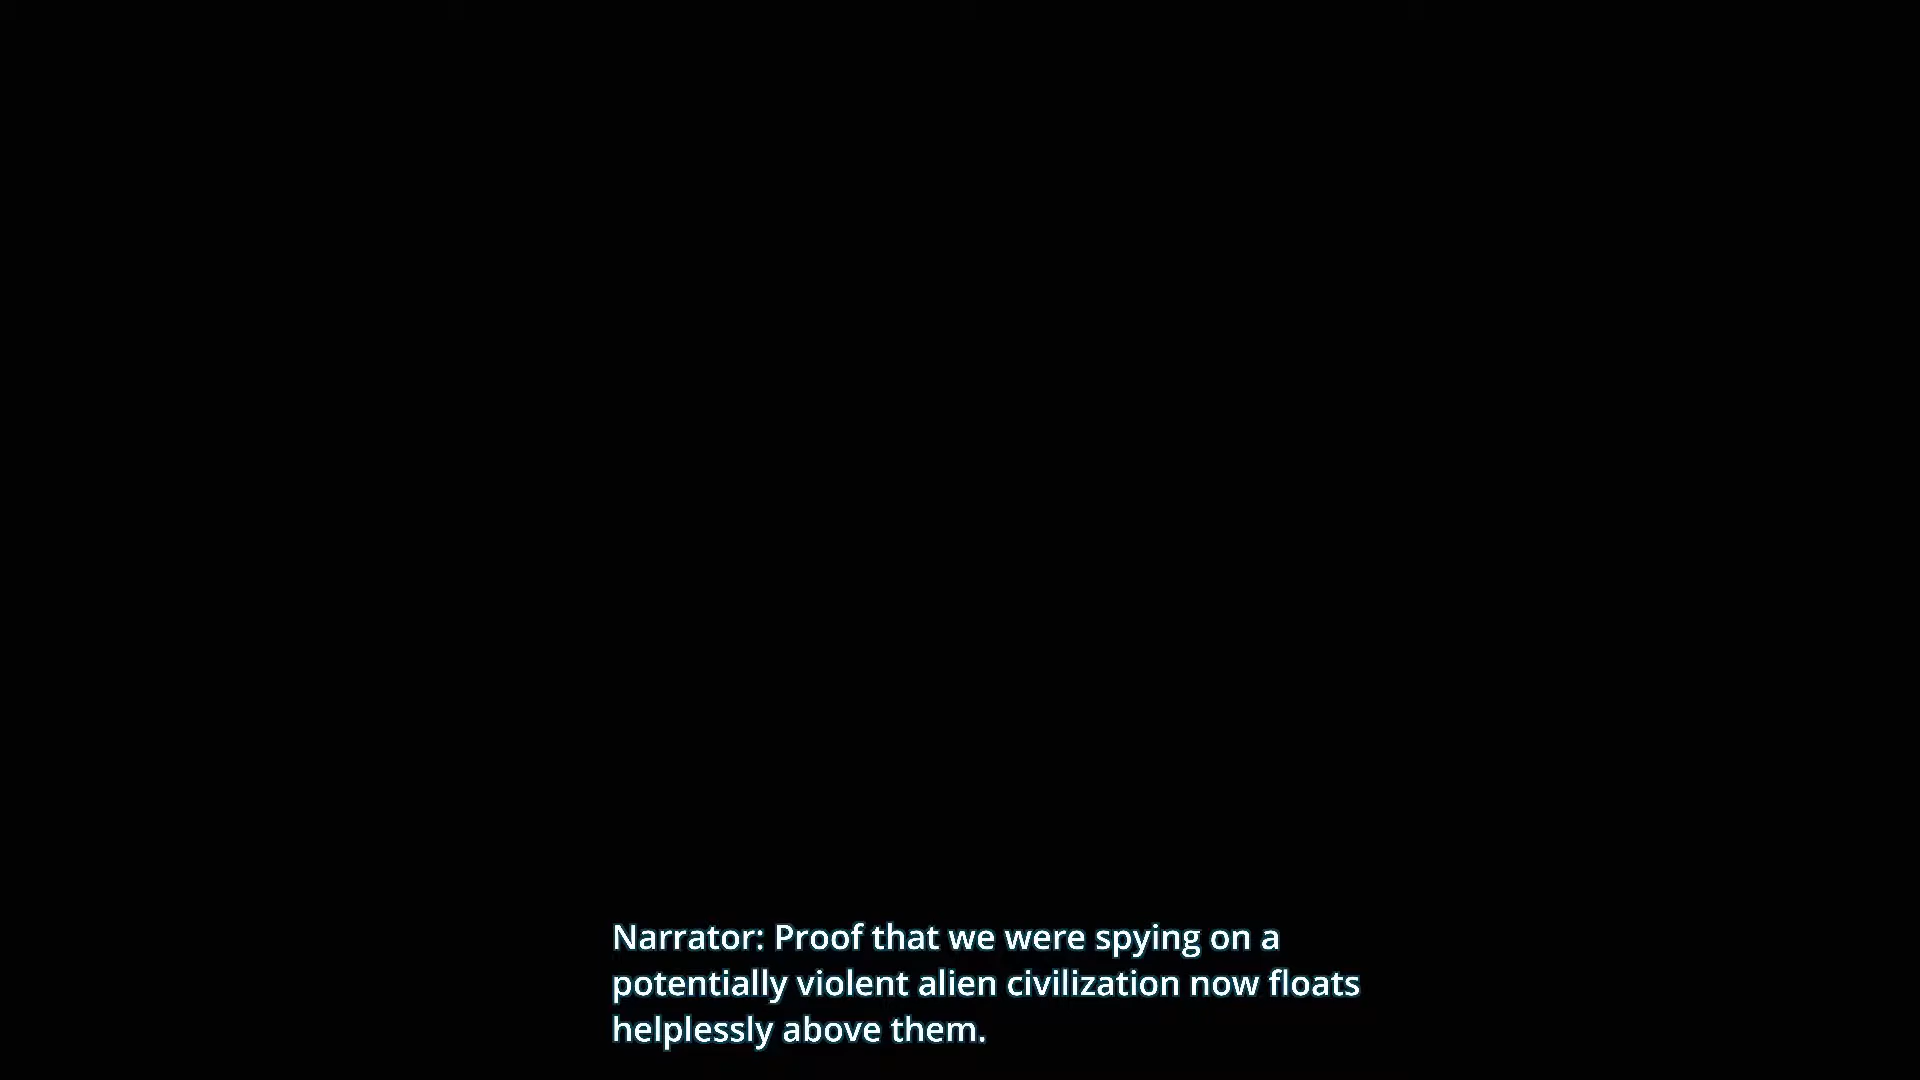 Narrator: Proof that we were spying on a
potentially violent alien civilization now floats
helplessly above them.